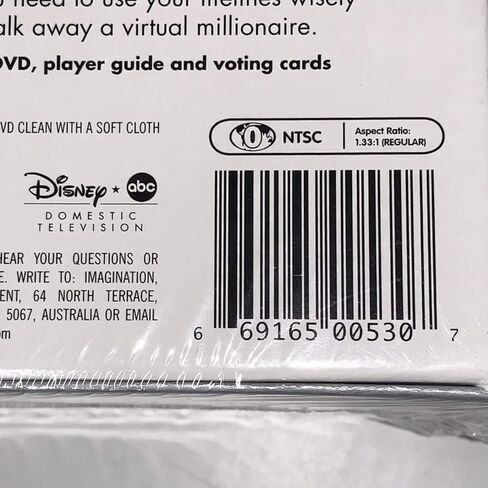 need to use your lifelines wisely
alk away a virtual millionaire.
DVD, player guide and voting cards
VD CLEAN WITH A SOFT CLOTH
NTSC
Aspect Ratio:
1.33:1 (REGULAR)
Disney abc
DOMESTIC
TELEVISION
HEAR YOUR QUESTIONS OR
E. WRITE TO: IMAGINATION,
ENT, 64 NORTH TERRACE,
5067, AUSTRALIA OR EMAIL
om
6 69165 00530 7